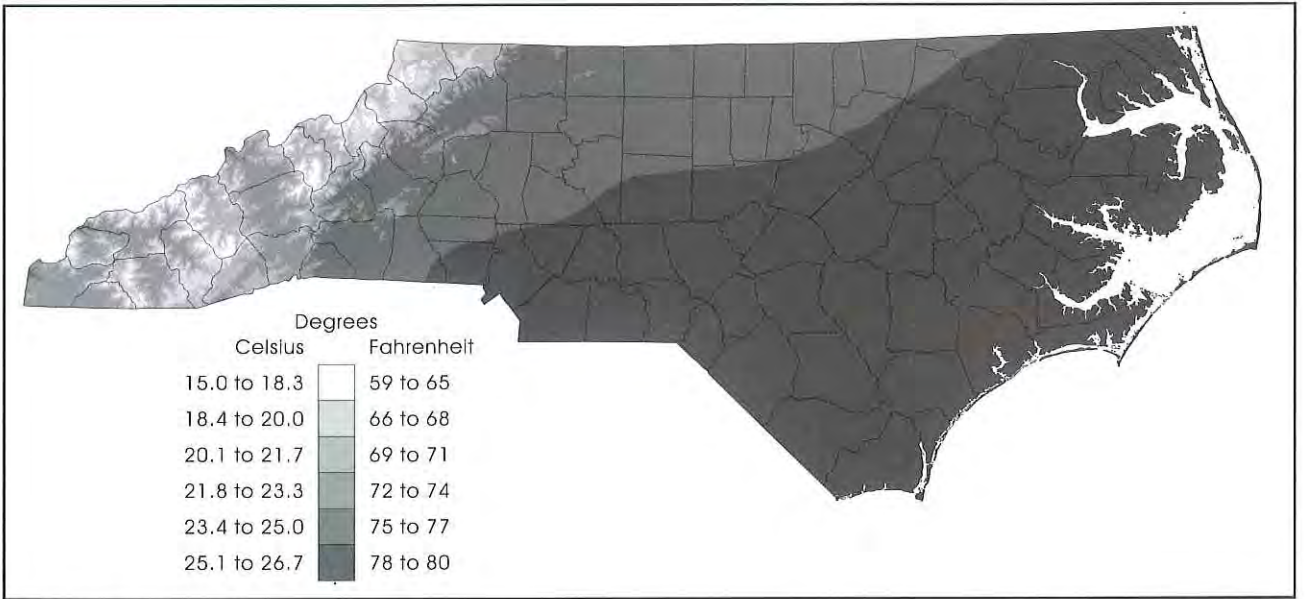 Degrees
Celsius Fahrenheit
15.0 to 18.3 59 to 65
18.4 to 20.0 66 to 68
20.1 to 21.7 69 to 71
21.8 to 23.3 72 to 74
23.4 to 25.0 75 to 77
25.1 to 26.7 78 to 80